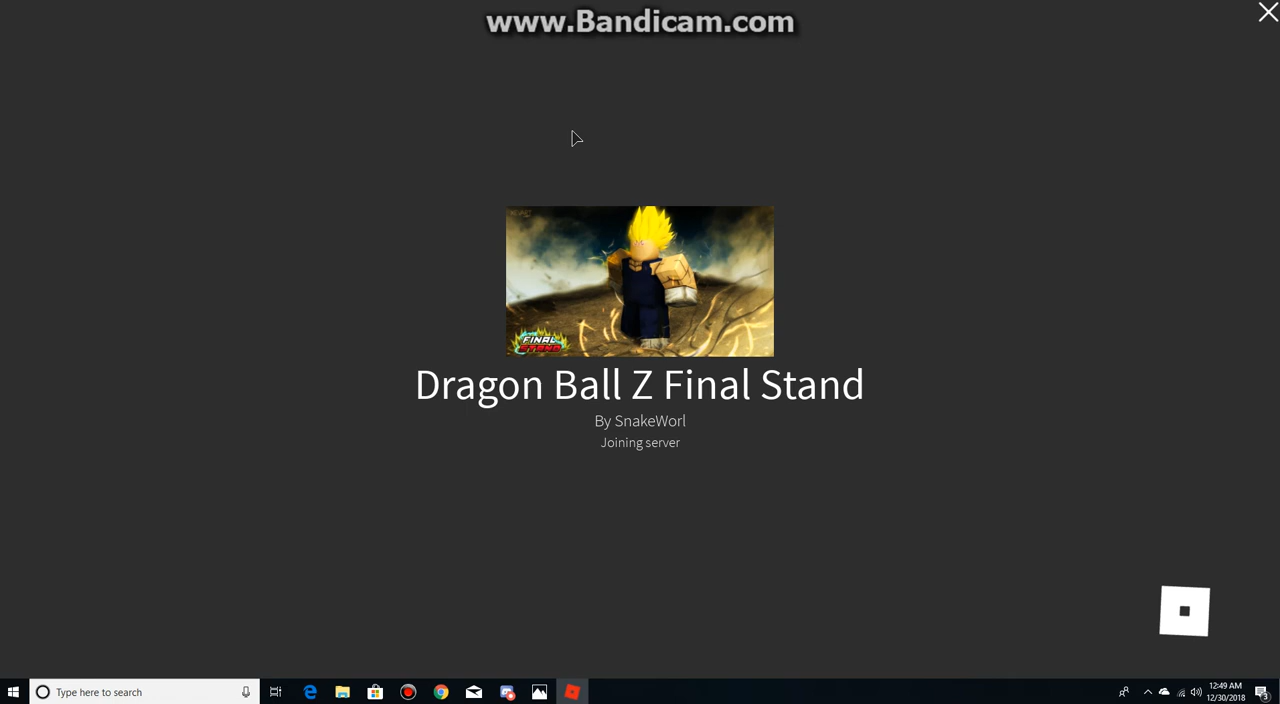 www.Bandicam.com
FINAL
STAND
Dragon Ball Z Final Stand
By SnakeWorl
Joining server
Type here to search
12:49 AM
12/30/2018
3